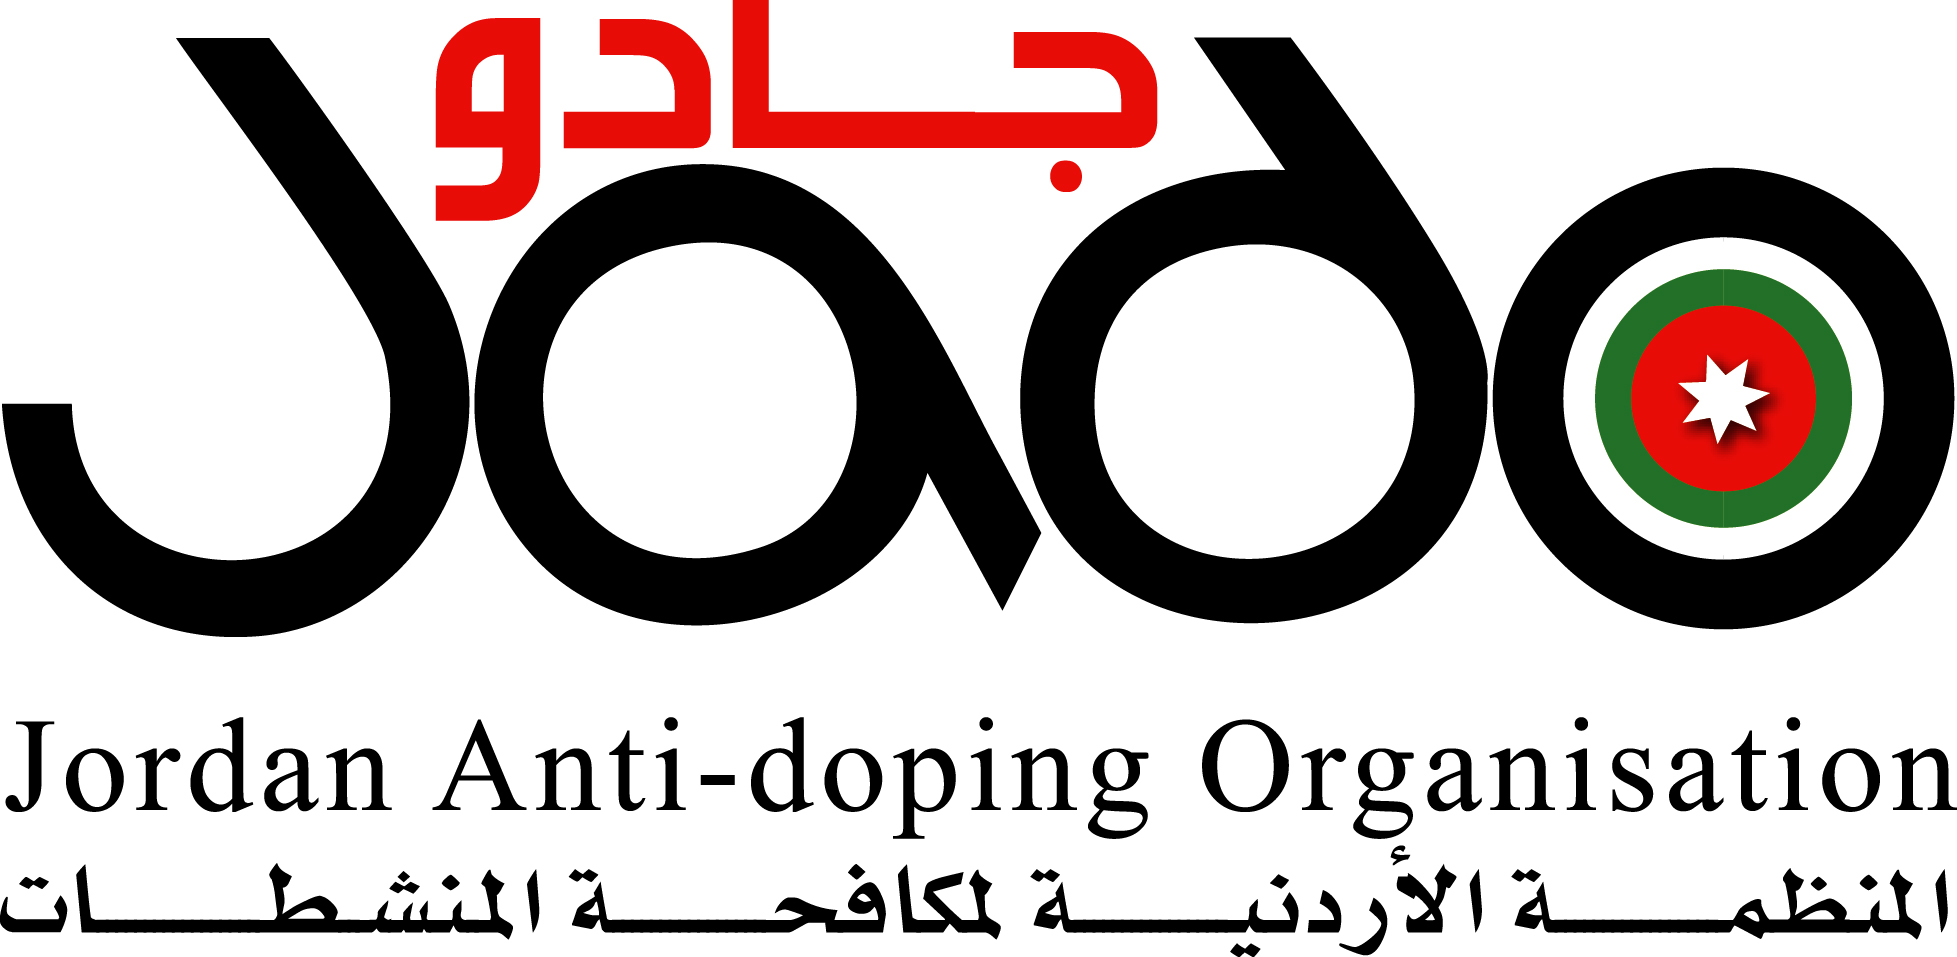 جادو
Jado
Jordan Anti-doping Organisation
المنظمة الأردنية لمكافحة المنشطات